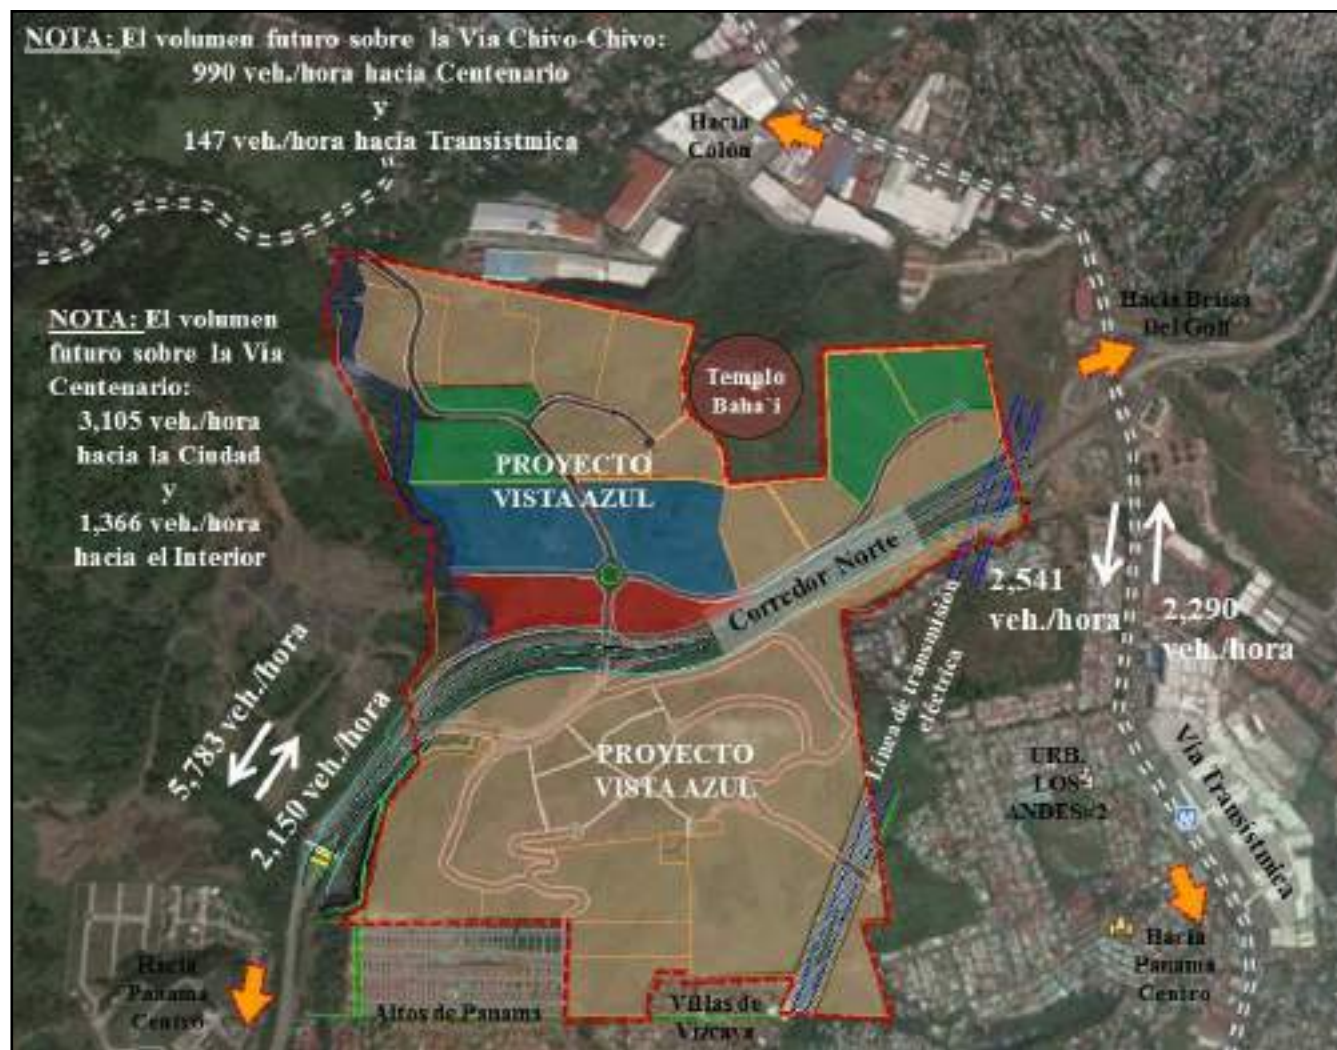 NOTA: El volumen futuro sobre la Vía Chivo-Chivo:
990 veh./hora hacia Centenario
y
147 veh./hora hacia Transistmica
Hacia
Colón
Hacia Brisas
Del Golf
NOTA: El volumen
futuro sobre la Vía
Centenario:
3,105 veh./hora
hacia la Ciudad
y
1,366 veh./hora
hacia el Interior
Templo
Baha`i
PROYECTO
VISTA AZUL
Corredor Norte
2,541
veh./hora
2,290
veh./hora
Línea de transmisión
eléctrica
5,783 veh./hora
2,150 veh./hora
PROYECTO
VISTA AZUL
URB.
LOS
ANDES#2
Vía Transistmica
Hacia
Panama
Centro
Hacia
Panama
Centro
Altos de Panama
Villas de
Vizcaya